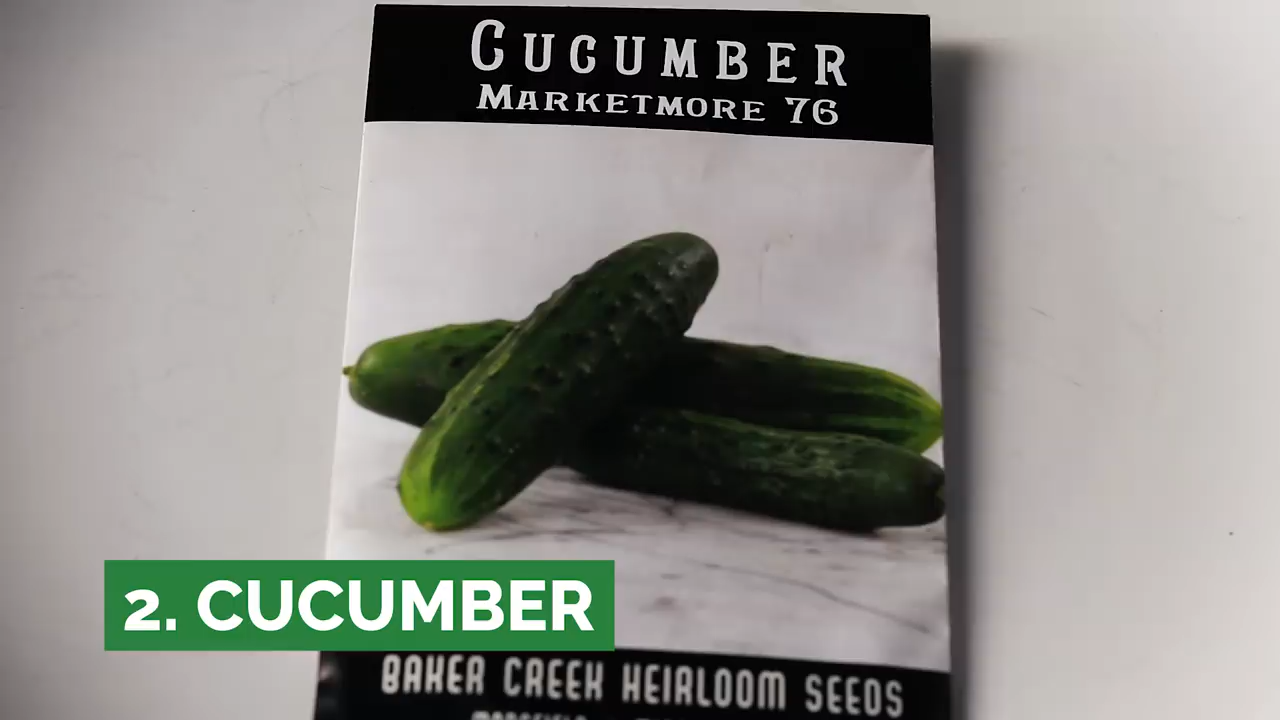 CUCUMBER
MARKETMORE 76
2. CUCUMBER
BAKER CREEK HEIRLOOM SEEDS